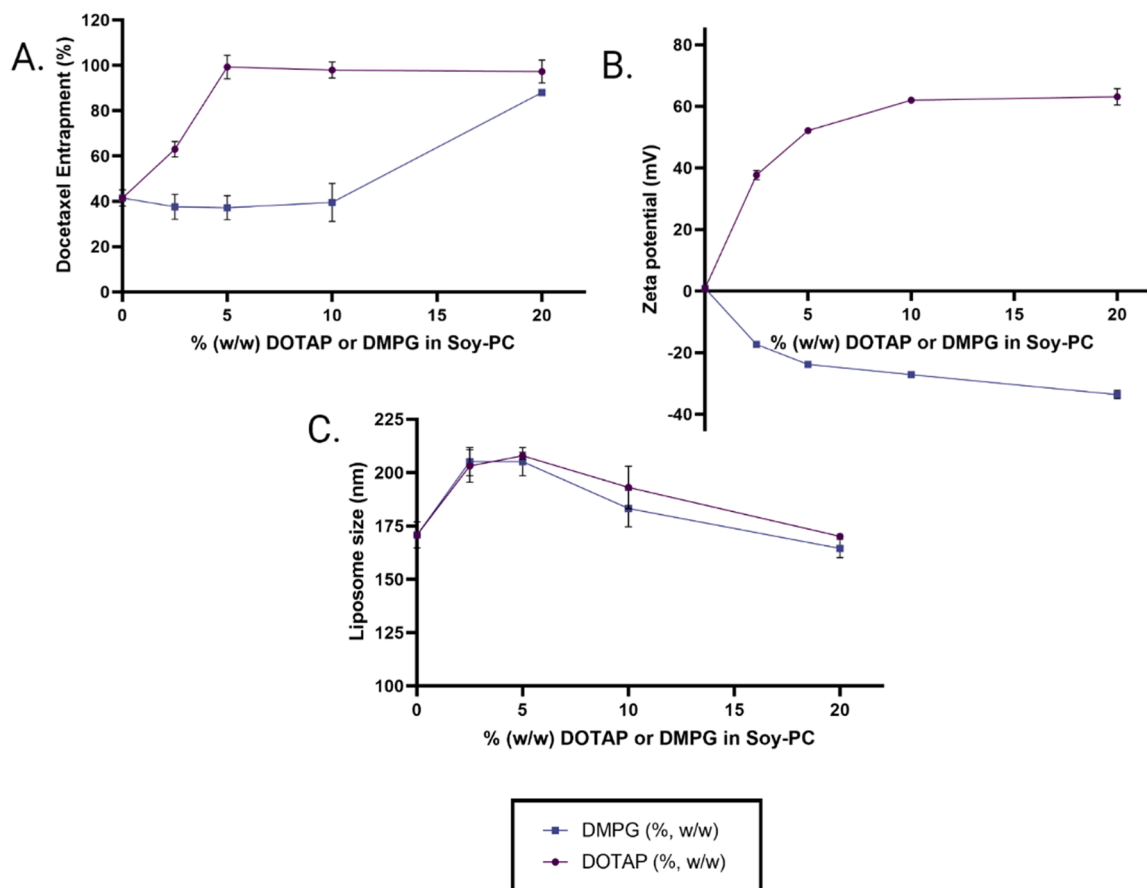 A.
Docetaxel Entrapment (%)
120
100
80
60
40
20
0
0 5 10 15 20
% (w/w) DOTAP or DMPG in Soy-PC
B.
Zeta potential (mV)
80
60
40
20
0
-20
-40
5 10 15 20
% (w/w) DOTAP or DMPG in Soy-PC
C.
Liposome size (nm)
225
200
175
150
125
100
0 5 10 15 20
% (w/w) DOTAP or DMPG in Soy-PC
DMPG (%, w/w)
DOTAP (%, w/w)